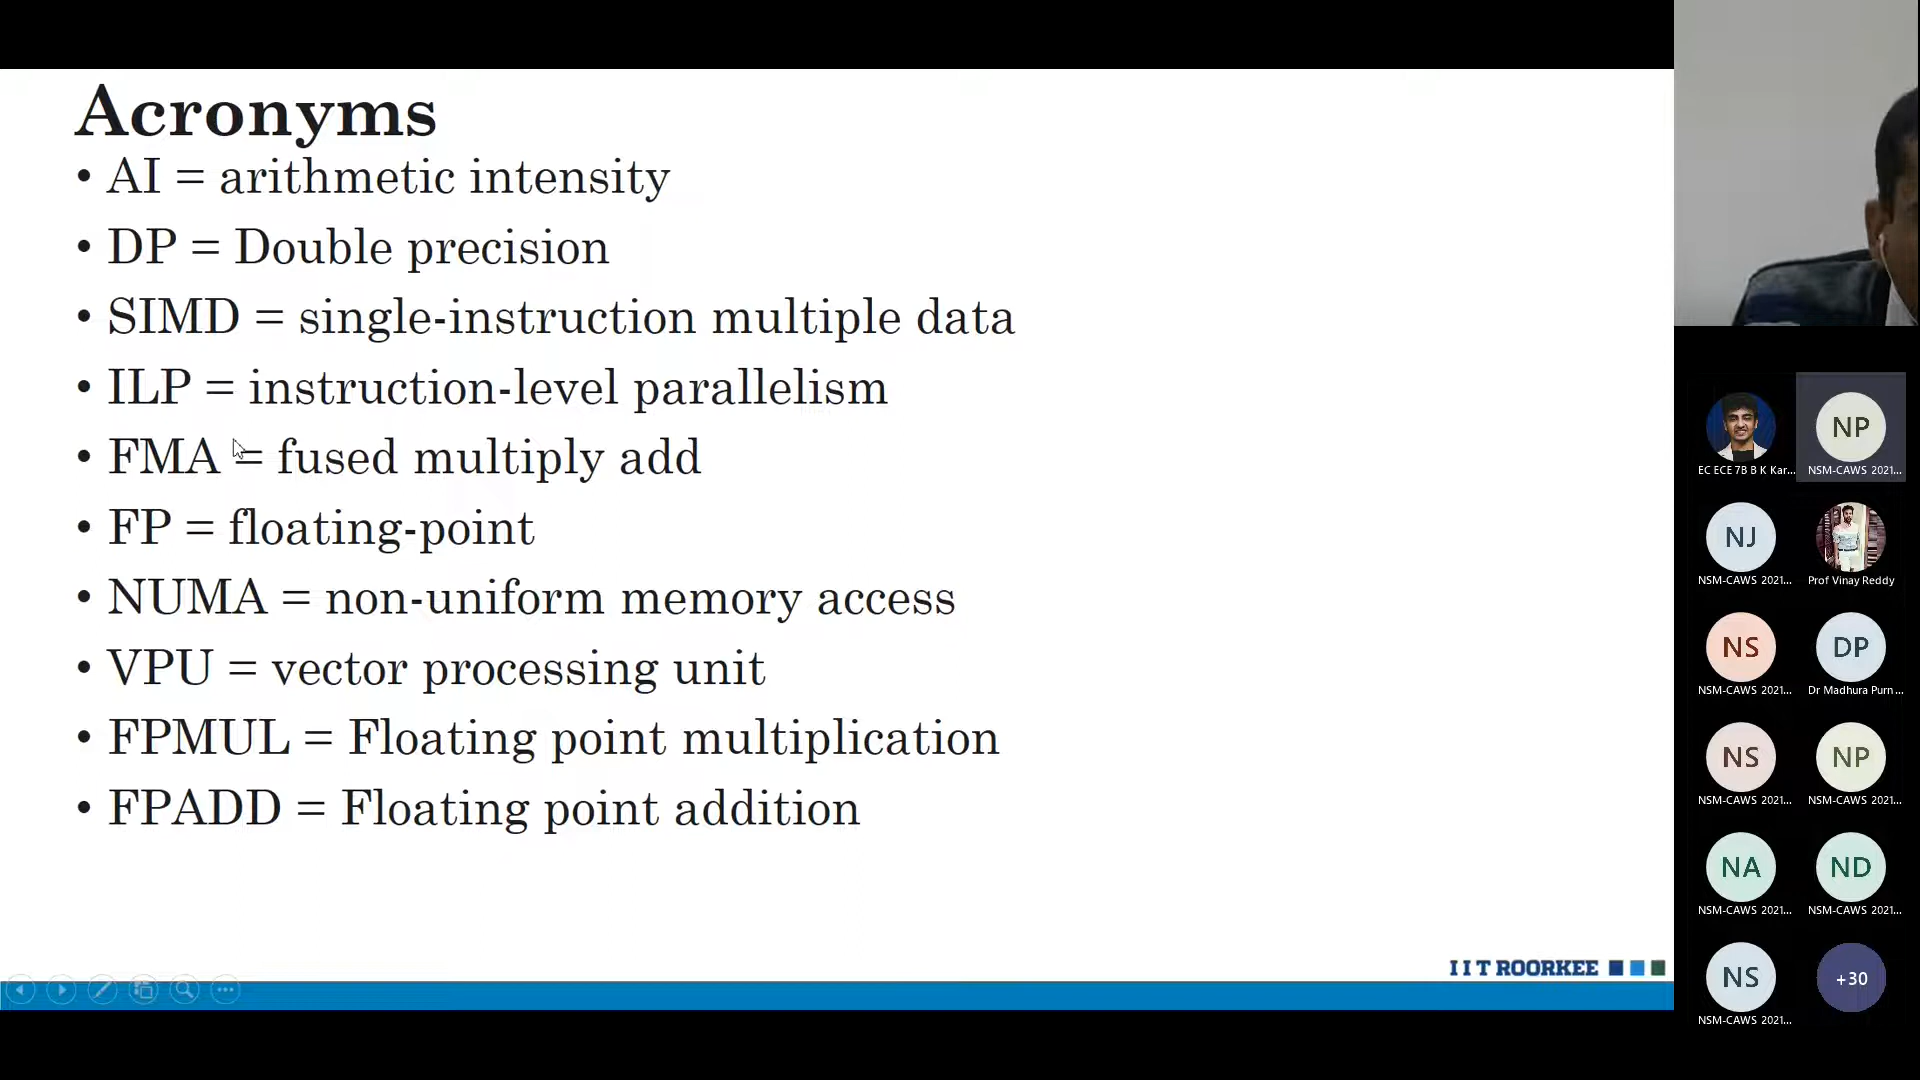 Acronyms
• AI = arithmetic intensity
• DP = Double precision
• SIMD = single-instruction multiple data
• ILP = instruction-level parallelism
• FMA = fused multiply add
• FP = floating-point
• NUMA = non-uniform memory access
• VPU = vector processing unit
• FPMUL = Floating point multiplication
• FPADD = Floating point addition
I I T ROORKEE
NP
EC ECE 7B B K Kar...
NSM-CAWS 2021...
NJ
NSM-CAWS 2021...
Prof Vinay Reddy
NS
DP
NSM-CAWS 2021...
Dr Madhura Purn...
NS
NP
NSM-CAWS 2021...
NSM-CAWS 2021...
NA
ND
NSM-CAWS 2021...
NSM-CAWS 2021...
NS
+30
NSM-CAWS 2021...